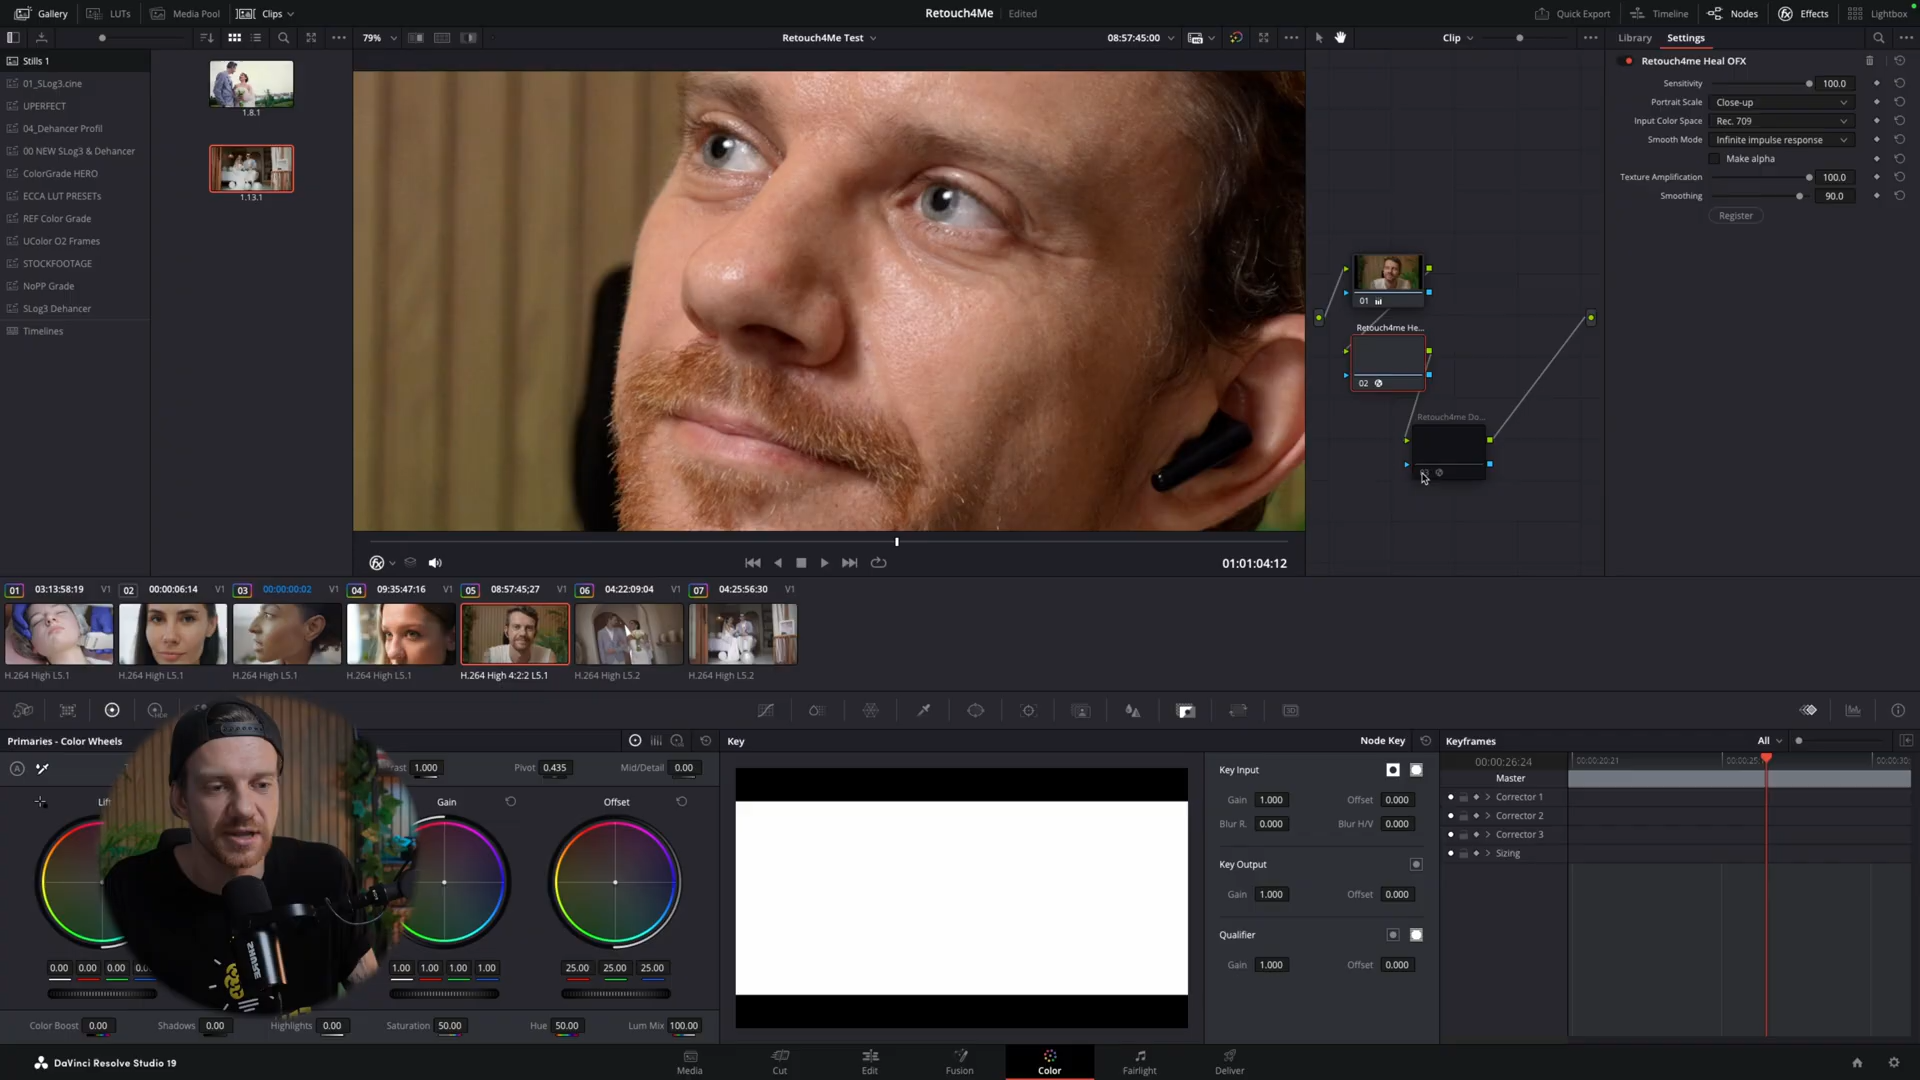 Gallery
LUTs
Media Pool
Clips
Retouch4Me
Edited
Quick Export
Timeline
Nodes
Effects
Lightbox
79%
Retouch4Me Test
08:57:45:00
Clip
Library
Settings
Stills 1
01_SLog3.cine
UPERFECT
04_Dehancer Profil
00 NEW SLog3 & Dehancer
ColorGrade HERO
ECCA LUT PRESETs
REF Color Grade
UColor O2 Frames
STOCKFOOTAGE
NoPP Grade
SLog3 Dehancer
Timelines
1.8.1
1.13.1
01
Retouch4me He...
02
Retouch4me Do...
Retouch4me Heal OFX
Sensitivity 100.0
Portrait Scale Close-up
Input Color Space Rec. 709
Smooth Mode Infinite impulse response
Make alpha
Texture Amplification 100.0
Smoothing 90.0
Register
01:01:04:12
01 03:13:58:19 V1
02 00:00:06:14 V1
03 00:00:00:02 V1
04 09:35:47:16 V1
05 08:57:45;27 V1
06 04:22:09:04 V1
07 04:25:56:30 V1
H.264 High L5.1
H.264 High L5.1
H.264 High L5.1
H.264 High L5.1
H.264 High 4:2:2 L5.1
H.264 High L5.2
H.264 High L5.2
Primaries - Color Wheels
Key
Node Key
Keyframes
All
A
1.000
Pivot 0.435
Mid/Detail 0.00
Gain
Offset
0.00 0.00 0.00
1.00 1.00 1.00 1.00
25.00 25.00 25.00
Color Boost 0.00
Shadows 0.00
Highlights 0.00
Saturation 50.00
Hue 50.00
Lum Mix 100.00
Key Input
Gain 1.000 Offset 0.000
Blur R. 0.000 Blur H/V 0.000
Key Output
Gain 1.000 Offset 0.000
Qualifier
Gain 1.000 Offset 0.000
00:00:26:24
00:00:20:21
Master
Corrector 1
Corrector 2
Corrector 3
Sizing
DaVinci Resolve Studio 19
Media
Cut
Edit
Fusion
Color
Fairlight
Deliver